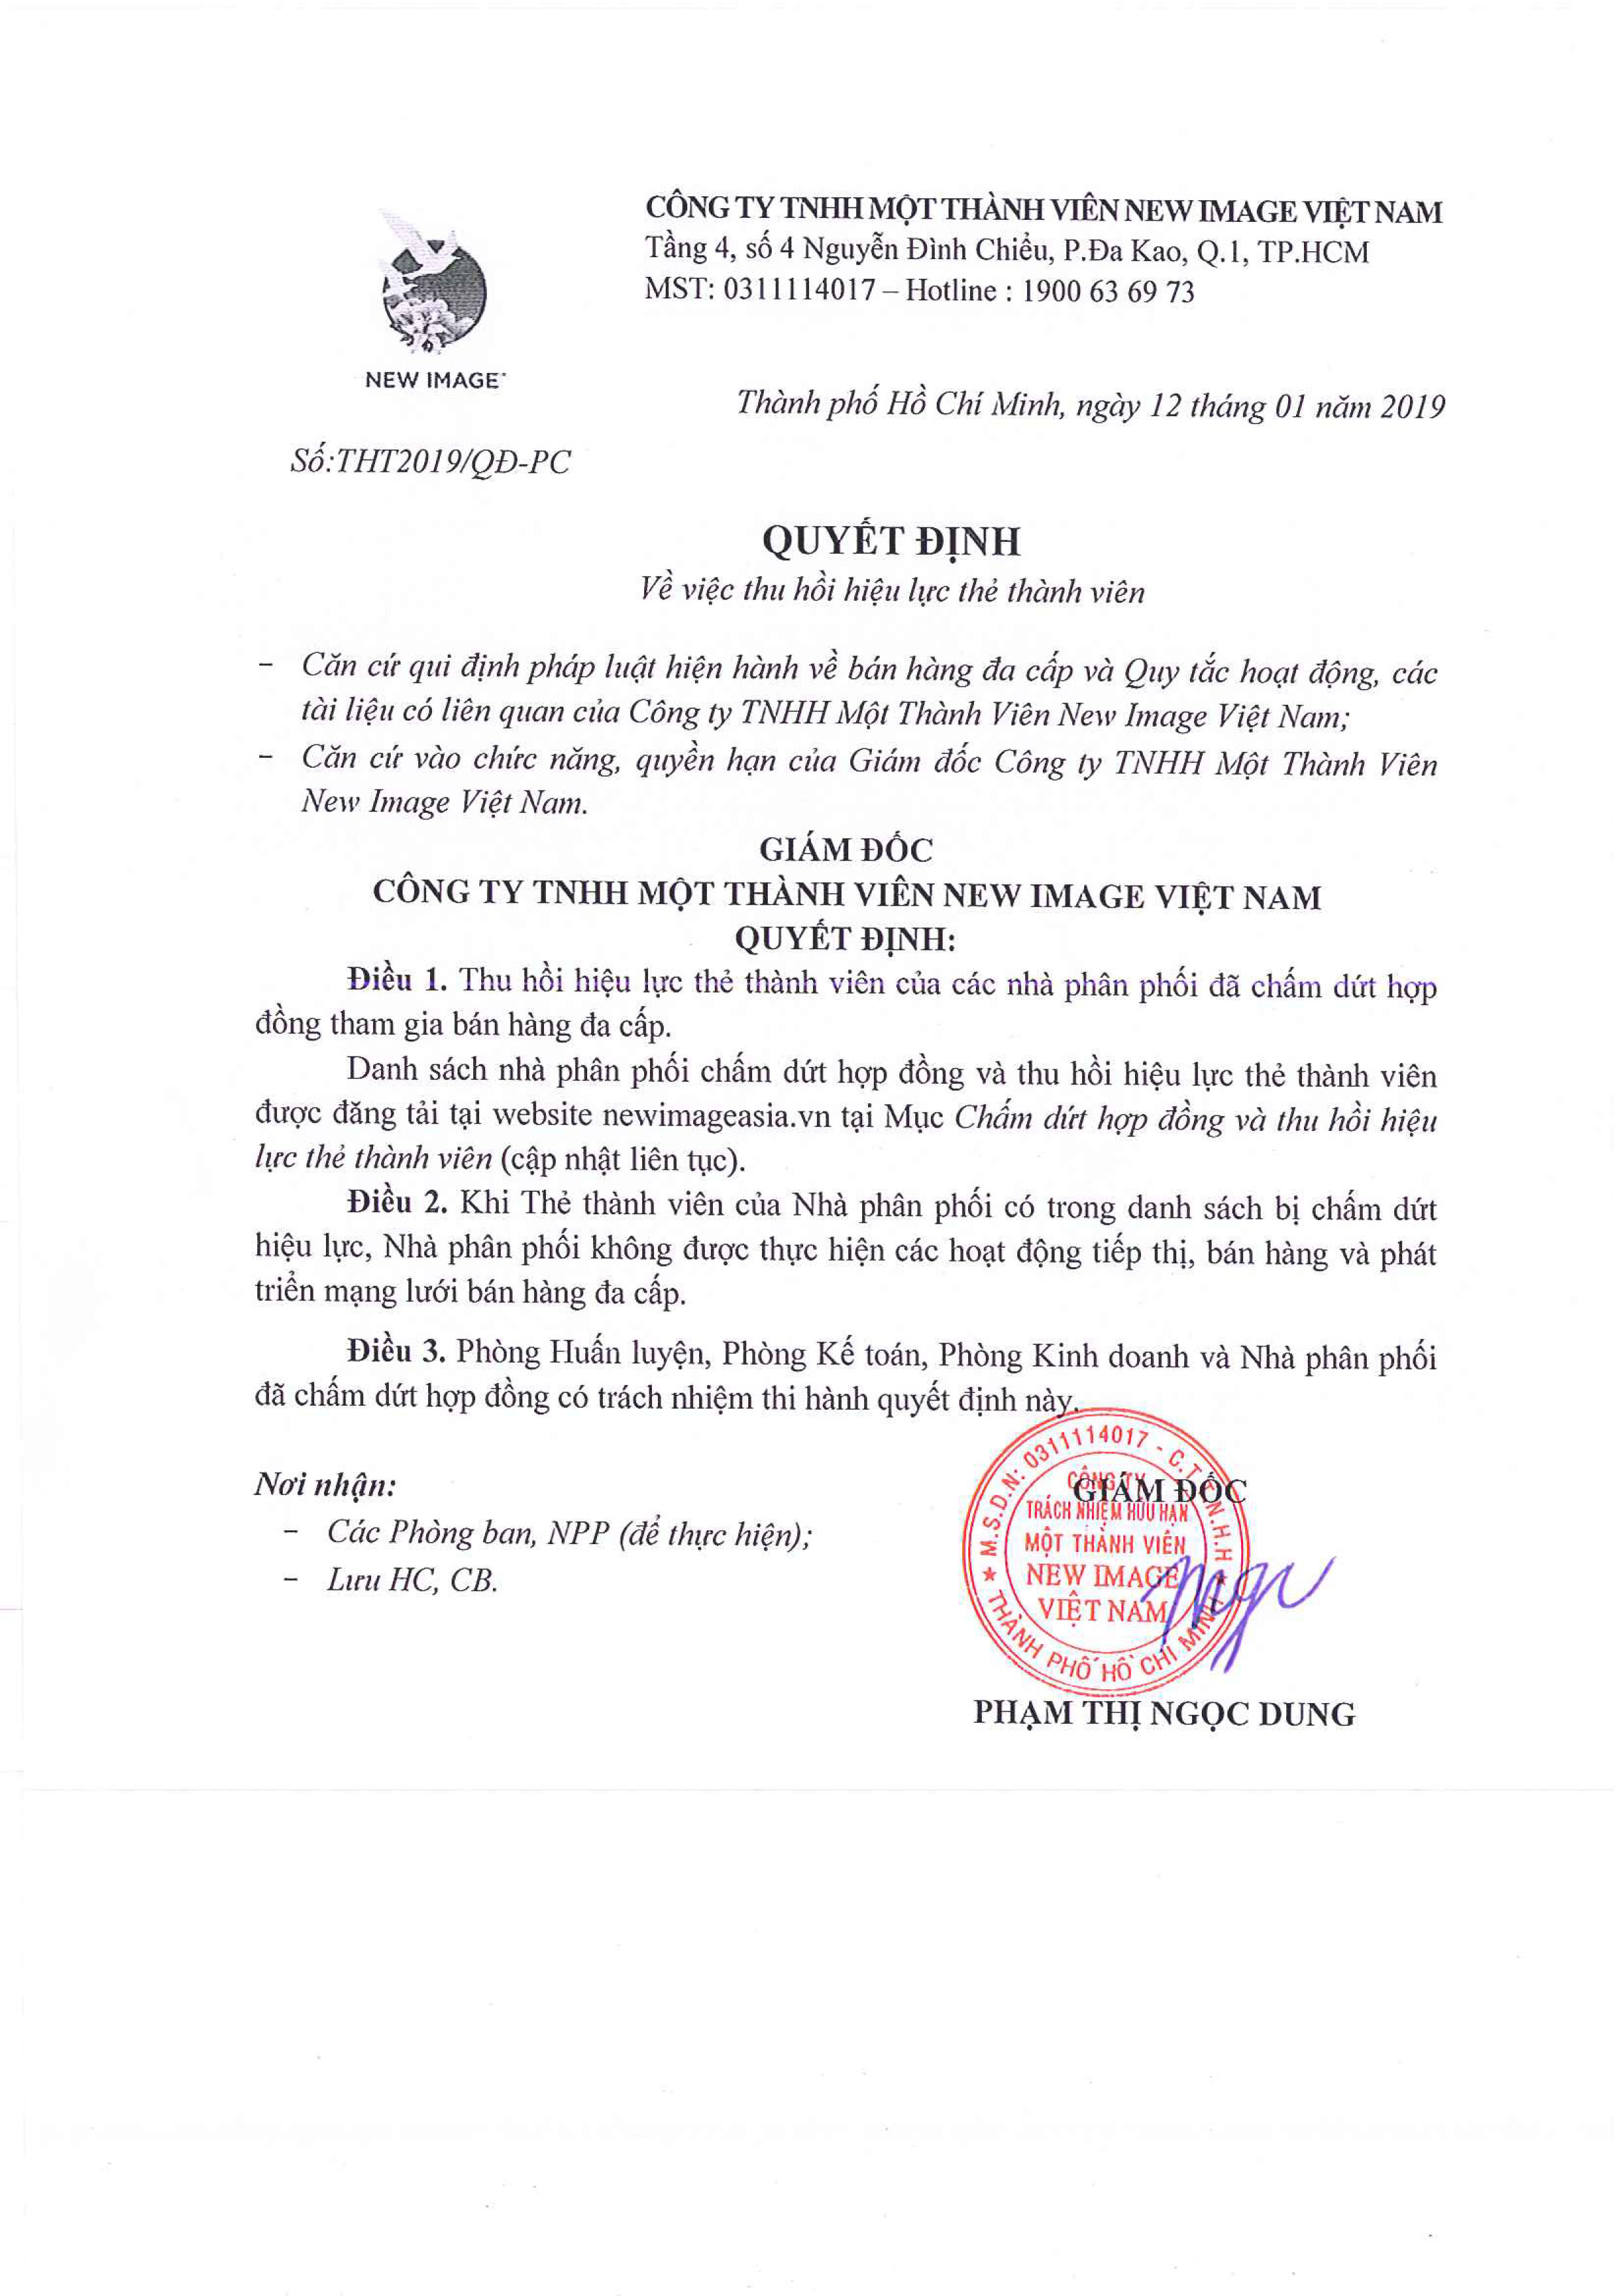 CÔNG TY TNHH MỘT THÀNH VIÊN NEW IMAGE VIỆT NAM
Tầng 4, số 4 Nguyễn Đình Chiểu, P.Đa Kao, Q.1, TP.HCM
MST: 0311114017 – Hotline : 1900 63 69 73
NEW IMAGE
Thành phố Hồ Chí Minh, ngày 12 tháng 01 năm 2019
Số:THT2019/QĐ-PC
QUYẾT ĐỊNH
Về việc thu hồi hiệu lực thẻ thành viên
- Căn cứ qui định pháp luật hiện hành về bán hàng đa cấp và Quy tắc hoạt động, các
tài liệu có liên quan của Công ty TNHH Một Thành Viên New Image Việt Nam;
- Căn cứ vào chức năng, quyền hạn của Giám đốc Công ty TNHH Một Thành Viên
New Image Việt Nam.
GIÁM ĐỐC
CÔNG TY TNHH MỘT THÀNH VIÊN NEW IMAGE VIỆT NAM
QUYẾT ĐỊNH:
Điều 1. Thu hồi hiệu lực thẻ thành viên của các nhà phân phối đã chấm dứt hợp
đồng tham gia bán hàng đa cấp.
Danh sách nhà phân phối chấm dứt hợp đồng và thu hồi hiệu lực thẻ thành viên
được đăng tải tại website newimageasia.vn tại Mục Chấm dứt hợp đồng và thu hồi hiệu
lực thẻ thành viên (cập nhật liên tục).
Điều 2. Khi Thẻ thành viên của Nhà phân phối có trong danh sách bị chấm dứt
hiệu lực, Nhà phân phối không được thực hiện các hoạt động tiếp thị, bán hàng và phát
triển mạng lưới bán hàng đa cấp.
Điều 3. Phòng Huấn luyện, Phòng Kế toán, Phòng Kinh doanh và Nhà phân phối
đã chấm dứt hợp đồng có trách nhiệm thi hành quyết định này.
Nơi nhận:
- Các Phòng ban, NPP (để thực hiện);
- Lưu HC, CB.
GIÁM ĐỐC
M.S.D.N: 0311114017 - C.T.T.N.H.H
CÔNG TY
TRÁCH NHIỆM HỮU HẠN
MỘT THÀNH VIÊN
NEW IMAGE
VIỆT NAM
THÀNH PHỐ HỒ CHÍ MINH
PHẠM THỊ NGỌC DUNG